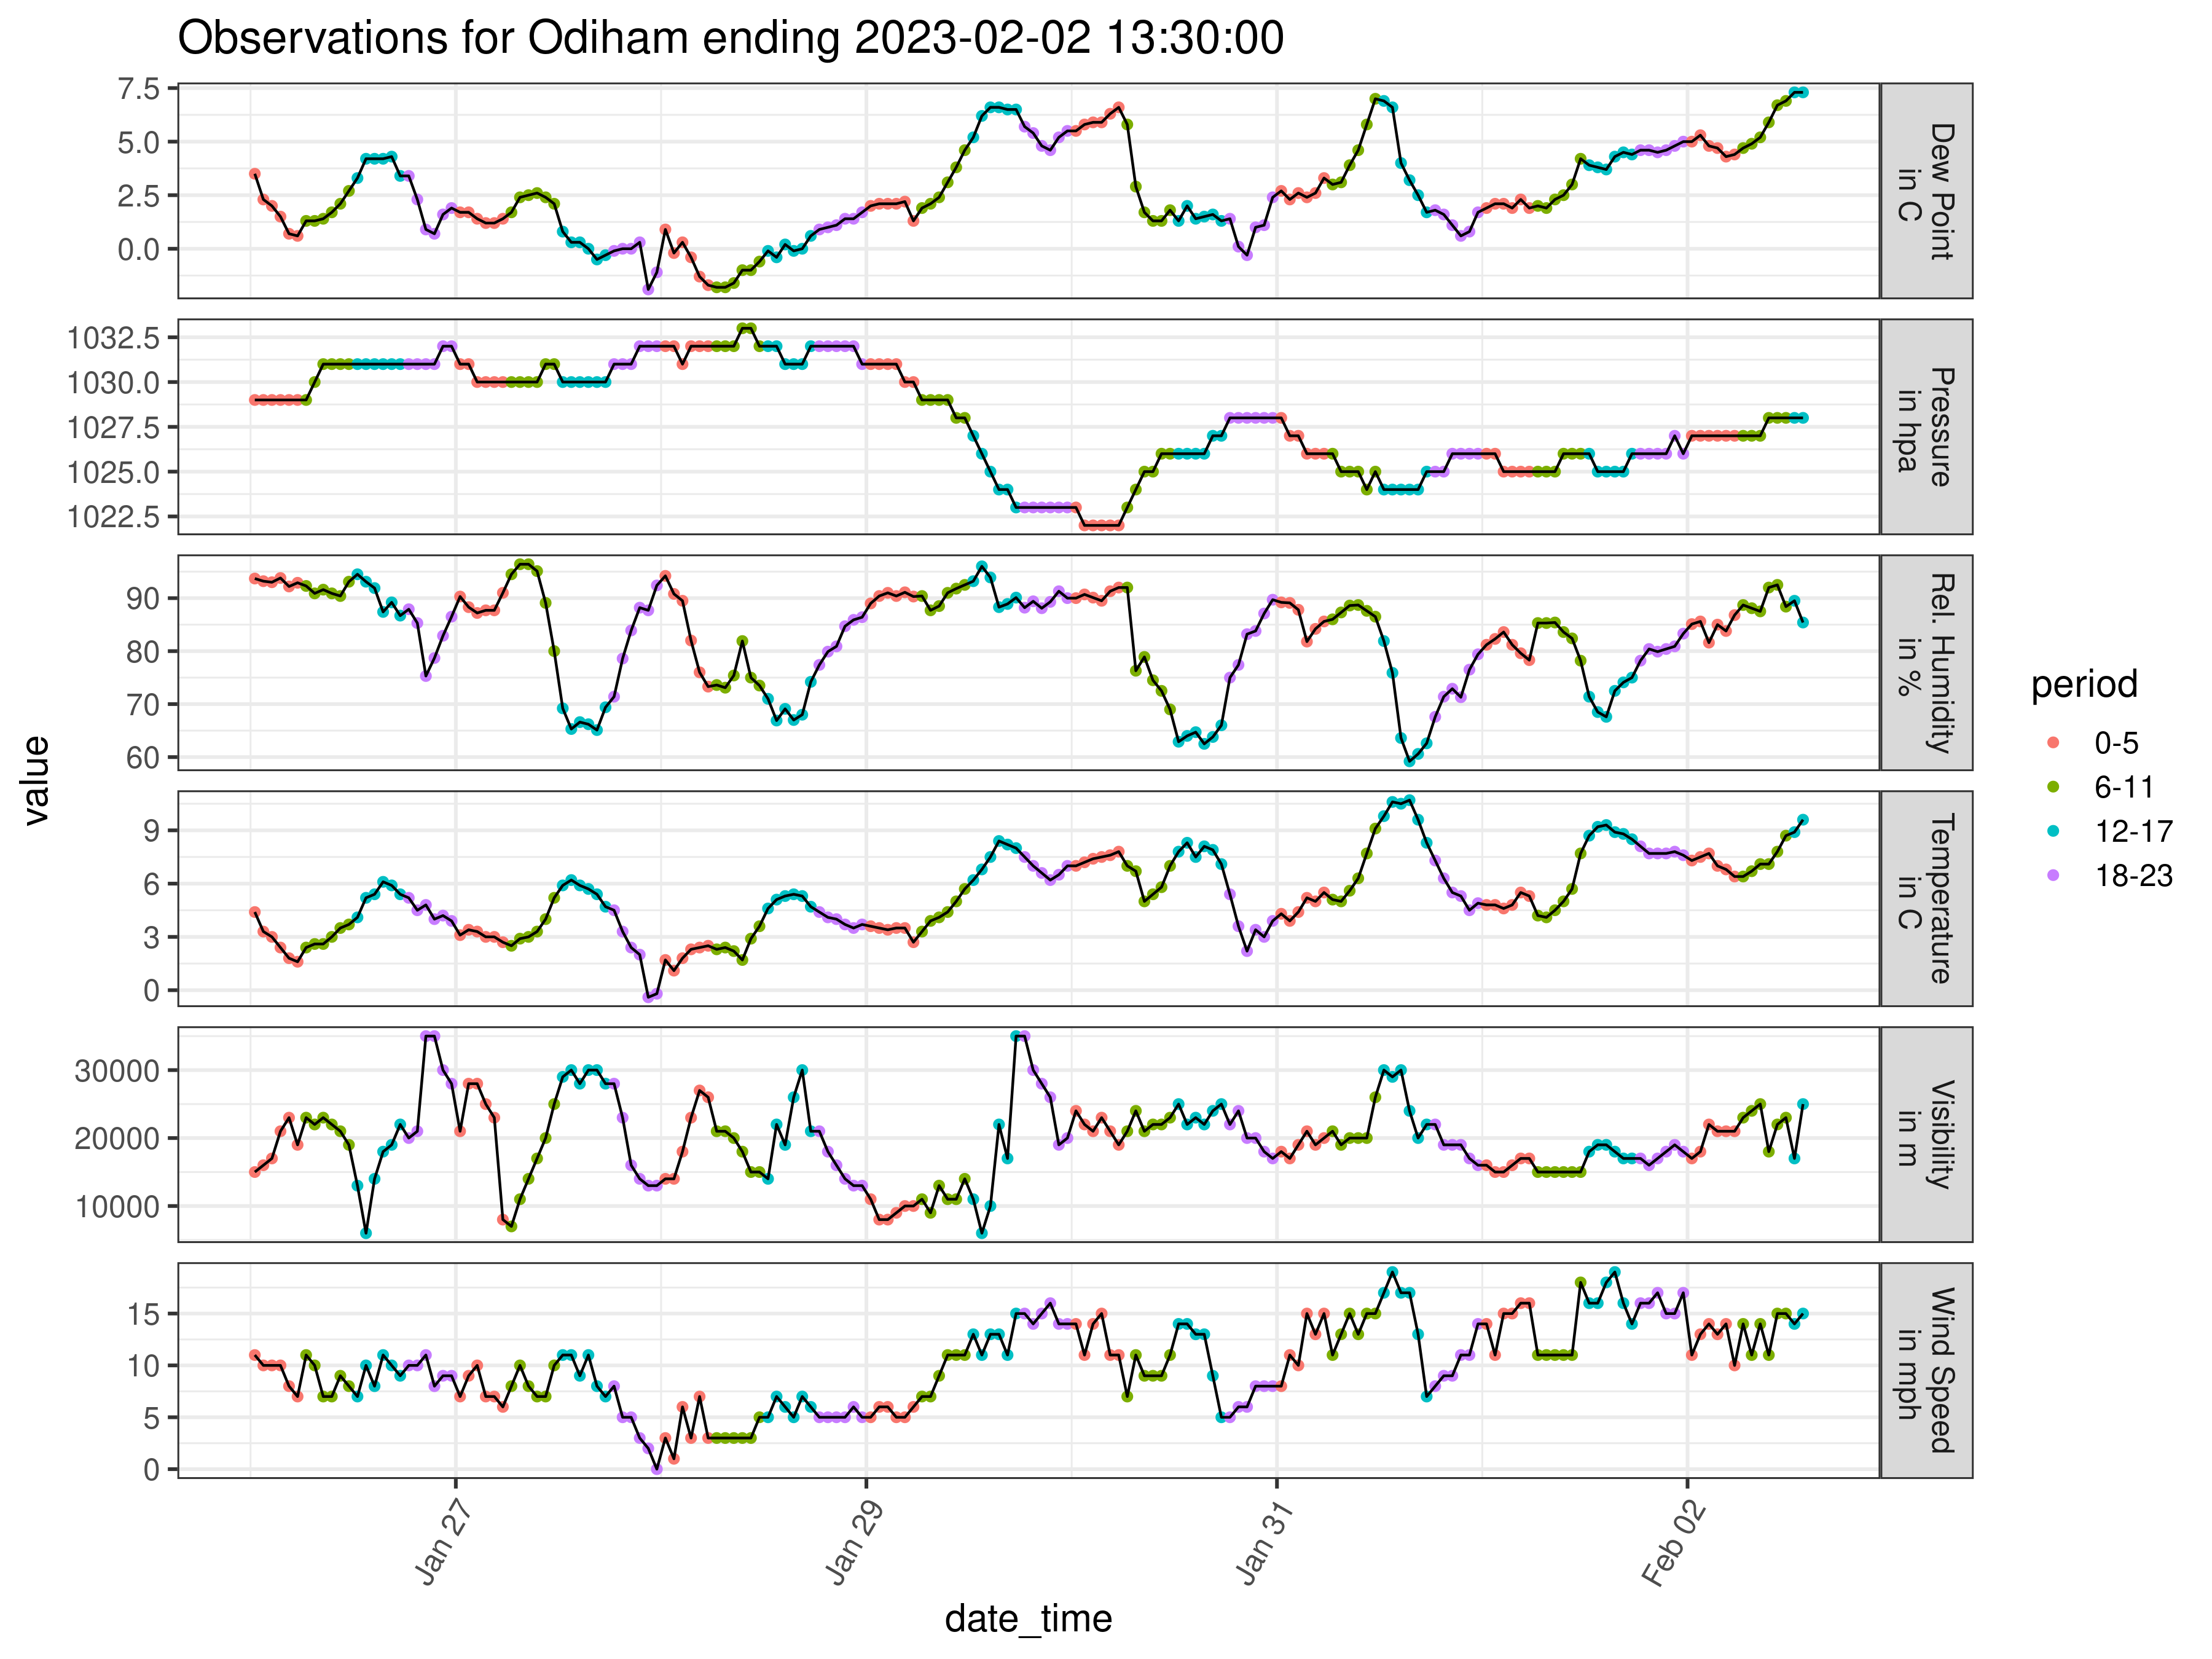 Observations for Odiham ending 2023-02-02 13:30:00
value
7.5
5.0
2.5
0.0
Dew Point
in C
1032.5
1030.0
1027.5
1025.0
1022.5
Pressure
in hpa
90
80
70
60
Rel. Humidity
in %
9
6
3
0
Temperature
in C
30000
20000
10000
Visibility
in m
15
10
5
0
Wind Speed
in mph
Jan 27
Jan 29
Jan 31
Feb 02
date_time
period
0-5
6-11
12-17
18-23